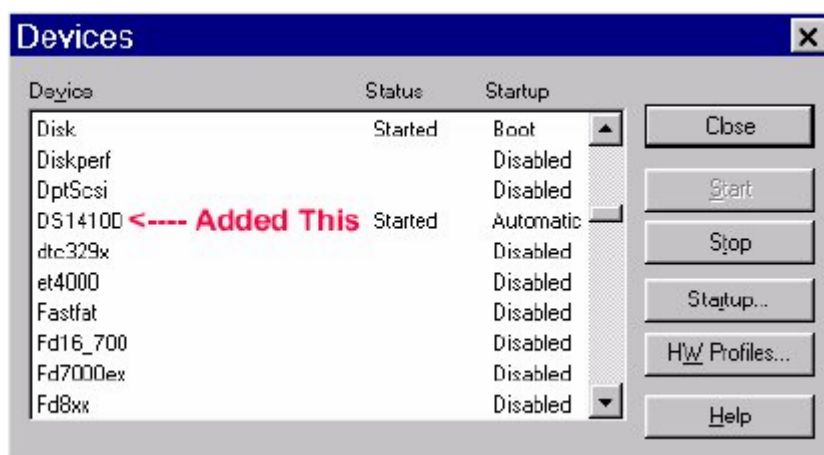 Devices
Device Status Startup
Disk Started Boot
Diskperf Disabled
DptScsi Disabled
DS1410D <---- Added This Started Automatic
dtc329x Disabled
et4000 Disabled
Fastfat Disabled
Fd16_700 Disabled
Fd7000ex Disabled
Fd8xx Disabled
Close
Start
Stop
Startup...
HW Profiles...
Help